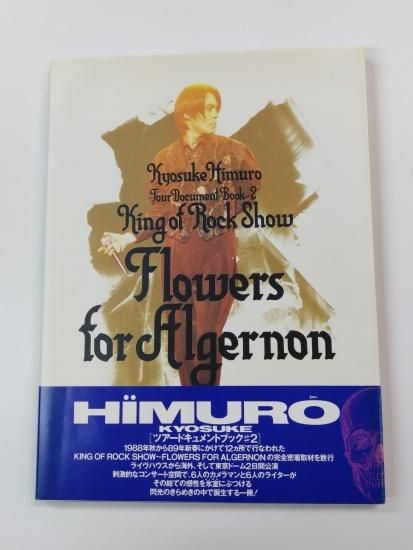 Kyosuke Himuro
Tour Document Book-2
King of Rock Show
Flowers
for Algernon
HÏMURO
KYOSUKE
[ツアードキュメントブック#2]
1988年秋から89年新春にかけて12ヵ所で行なわれた
KING OF ROCK SHOW~FLOWERS FOR ALGERNONの完全密着取材を敢行
ライヴハウスから海外、そして東京ドーム2日間公演
刺激的なコンサート空間で、6人のカメラマンと6人のライターが
その総ての感性を氷室にぶつける
閃光のきらめきの中で誕生する一冊!